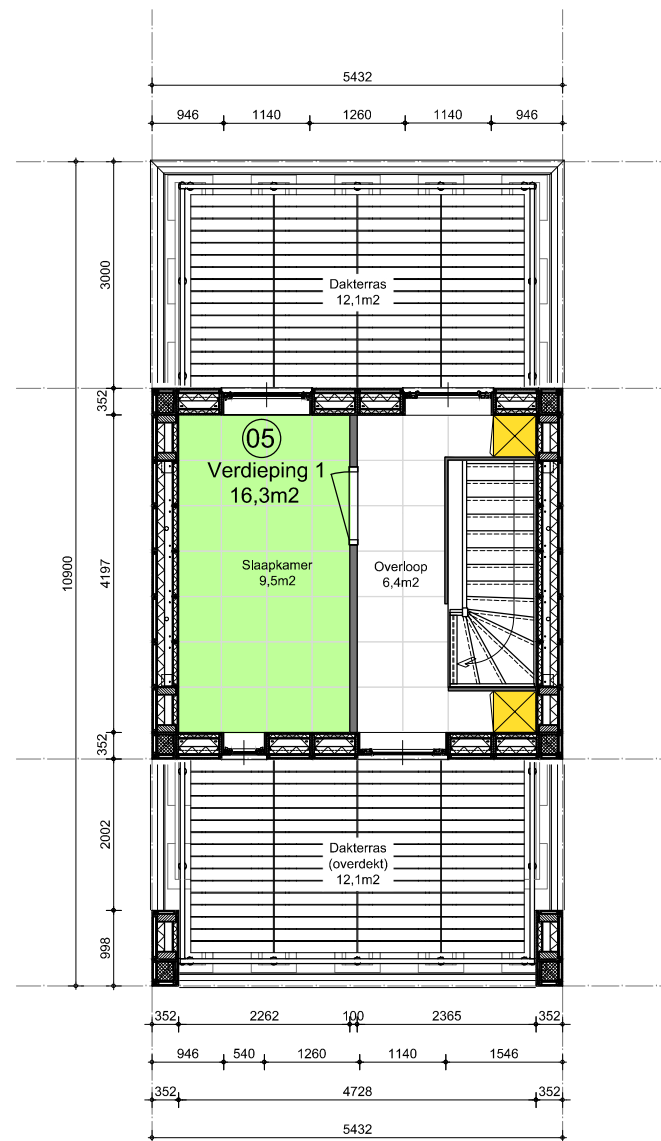 5432
946 1140 1260 1140 946
3000
Dakterras
12,1m2
352
05
Verdieping 1
16,3m2
10900
4197
Slaapkamer
9,5m2
Overloop
6,4m2
352
2002
Dakterras
(overdekt)
12,1m2
998
352 2262 100 2365 352
946 540 1260 1140 1546
352 4728 352
5432